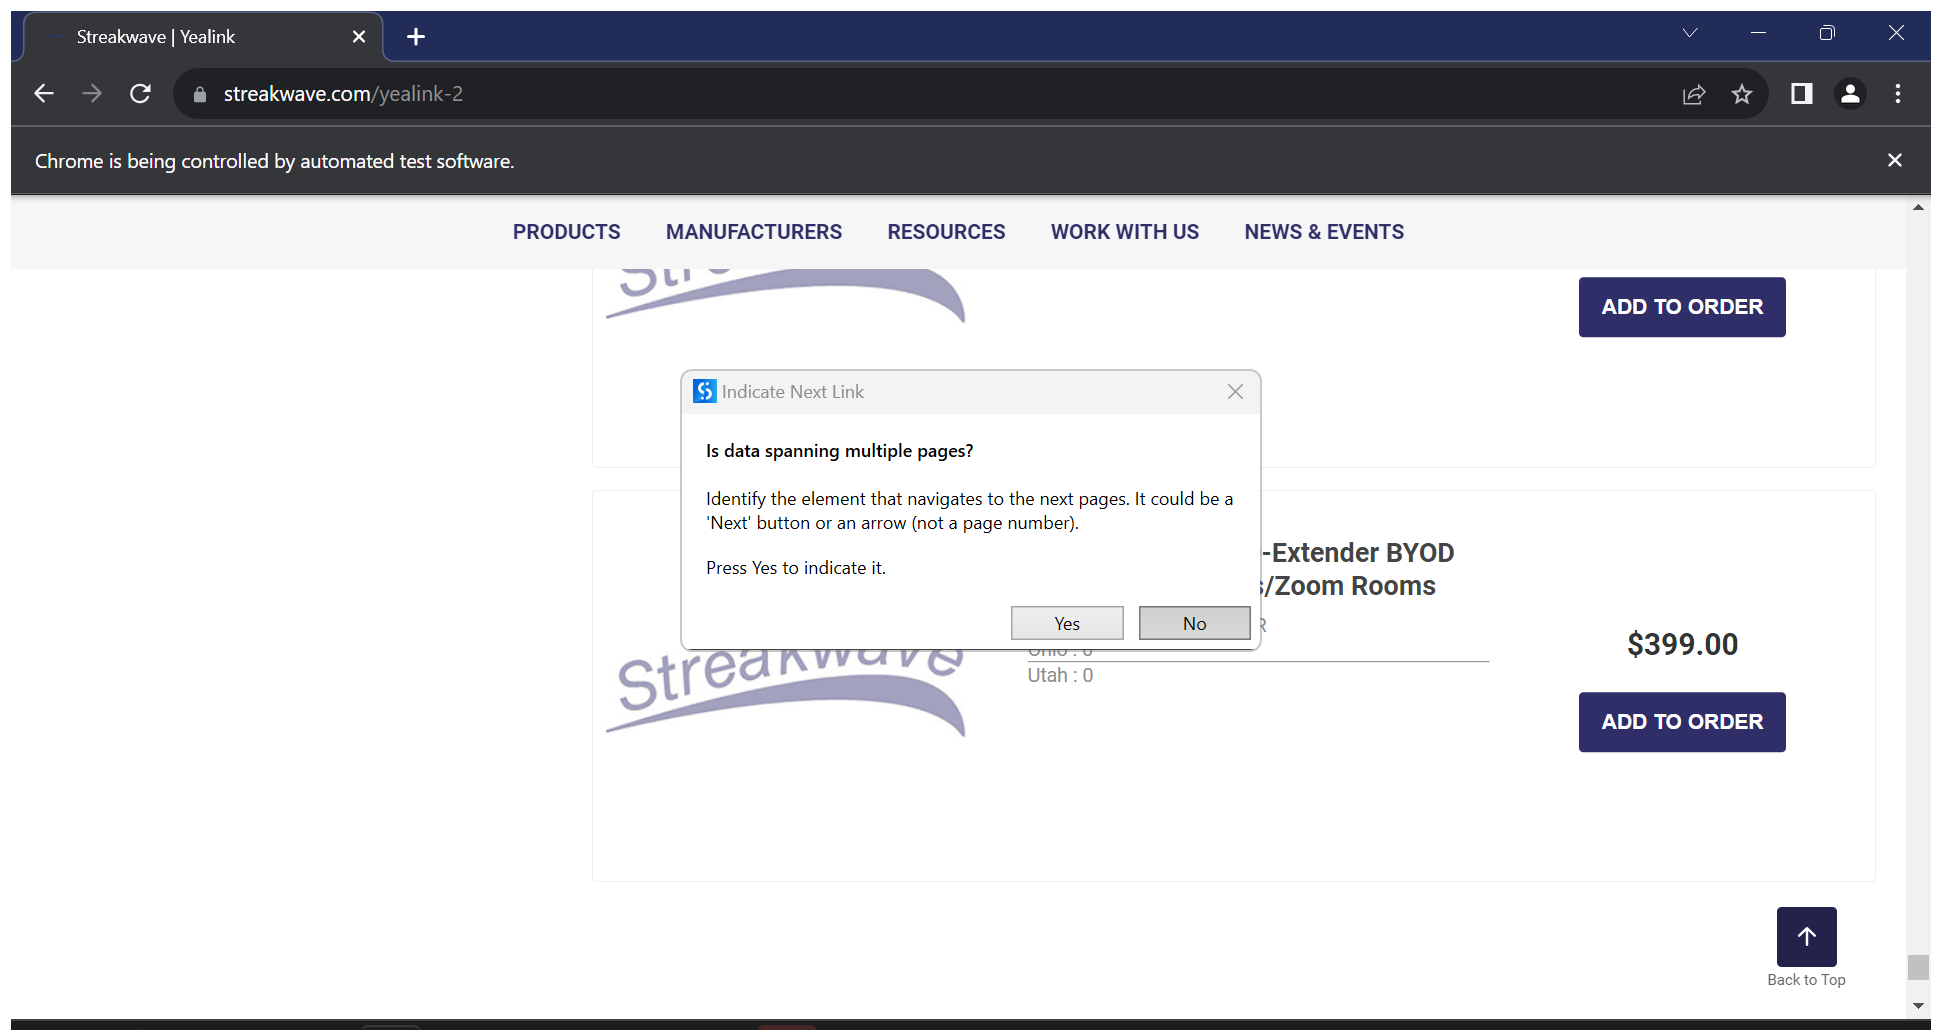 Streakwave | Yealink
streakwave.com/yealink-2
Chrome is being controlled by automated test software.
PRODUCTS MANUFACTURERS RESOURCES WORK WITH US NEWS & EVENTS
ADD TO ORDER
Indicate Next Link
Is data spanning multiple pages?
Identify the element that navigates to the next pages. It could be a
'Next' button or an arrow (not a page number).
Press Yes to indicate it.
Yes No
-Extender BYOD
s/Zoom Rooms
R
Ohio : 0
Utah : 0
Streakwave
$399.00
ADD TO ORDER
Back to Top